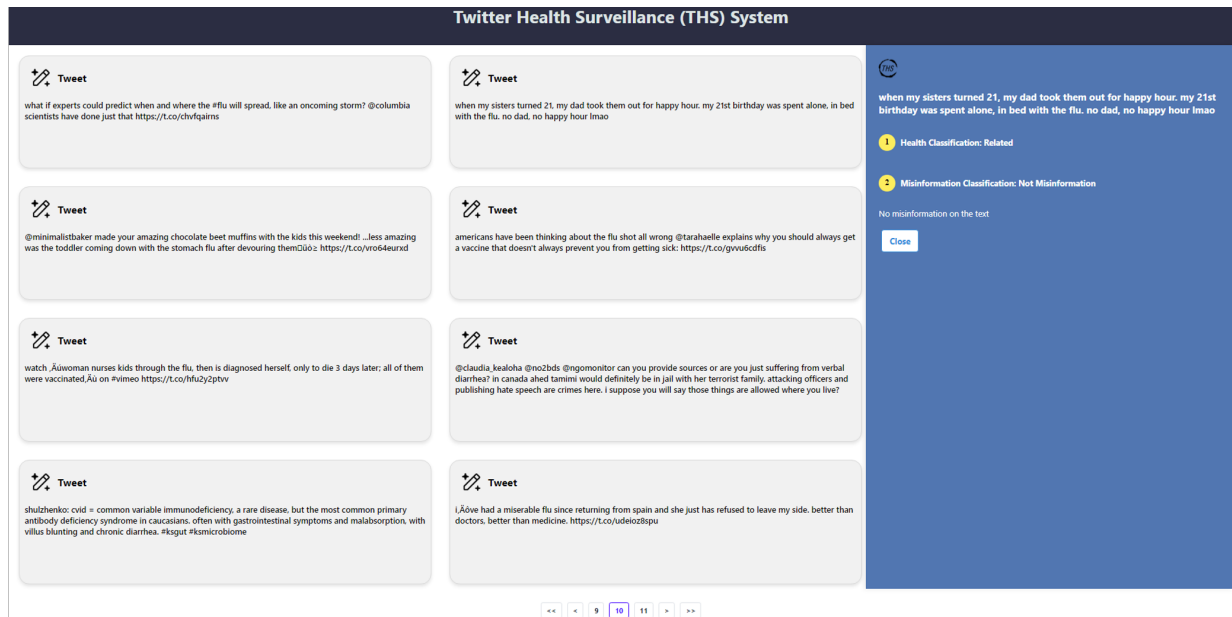 Twitter Health Surveillance (THS) System
Tweet
what if experts could predict when and where the #flu will spread, like an oncoming storm? @columbia
scientists have done just that https://t.co/chvfqairns
Tweet
when my sisters turned 21, my dad took them out for happy hour. my 21st birthday was spent alone, in bed
with the flu. no dad, no happy hour lmao
Tweet
@minimalistbaker made your amazing chocolate beet muffins with the kids this weekend! ...less amazing
was the toddler coming down with the stomach flu after devouring them🤢üò≥ https://t.co/vro64eurxd
Tweet
americans have been thinking about the flu shot all wrong @tarahaelle explains why you should always get
a vaccine that doesn't always prevent you from getting sick: https://t.co/gvvu6cdfis
Tweet
watch ‚Äúwoman nurses kids through the flu, then is diagnosed herself, only to die 3 days later; all of them
were vaccinated‚Äù on #vimeo https://t.co/hfu2y2ptvv
Tweet
@claudia_kealoha @no2bds @ngomonitor can you provide sources or are you just suffering from verbal
diarrhea? in canada ahed tamimi would definitely be in jail with her terrorist family. attacking officers and
publishing hate speech are crimes here. i suppose you will say those things are allowed where you live?
Tweet
shulzhenko: cvid = common variable immunodeficiency, a rare disease, but the most common primary
antibody deficiency syndrome in caucasians. often with gastrointestinal symptoms and malabsorption, with
villus blunting and chronic diarrhea. #ksgut #ksmicrobiome
Tweet
i‚Äôve had a miserable flu since returning from spain and she just has refused to leave my side. better than
doctors. better than medicine. https://t.co/udeioz8spu
THS
when my sisters turned 21, my dad took them out for happy hour. my 21st
birthday was spent alone, in bed with the flu. no dad, no happy hour lmao
1 Health Classification: Related
2 Misinformation Classification: Not Misinformation
No misinformation on the text
Close
<< < 9 10 11 > >>